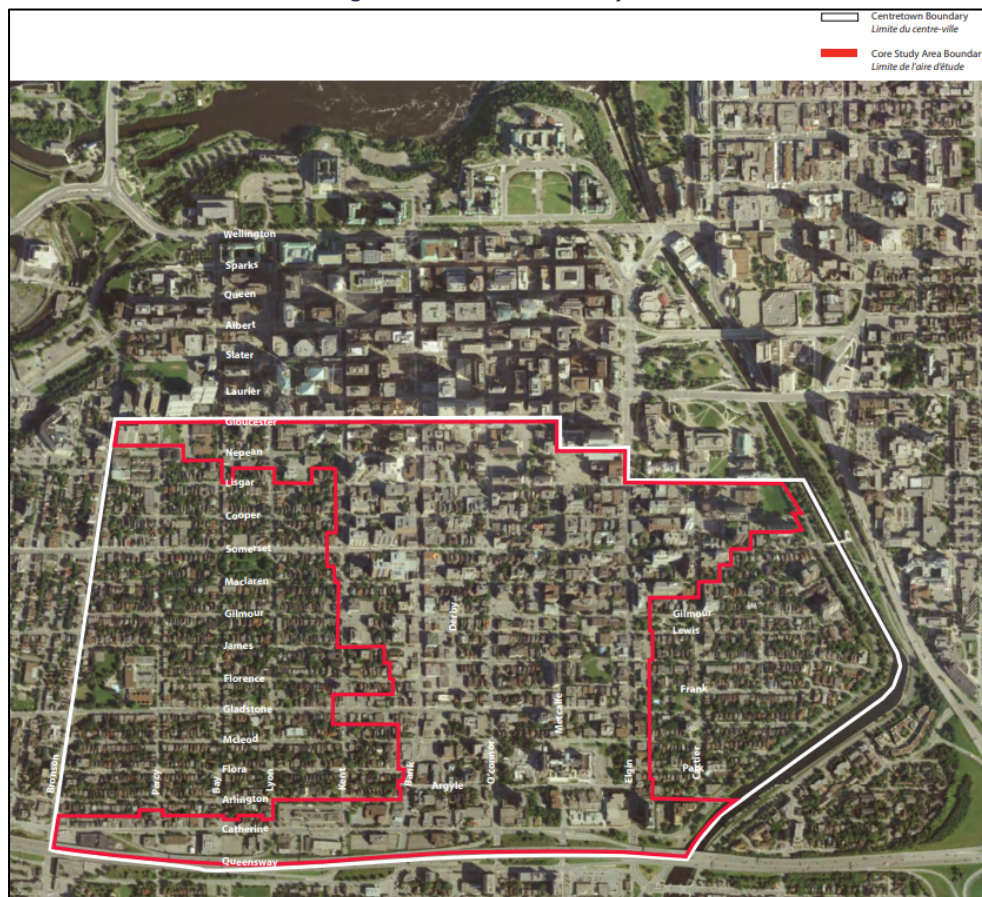 Centretown Boundary
Limite du centre-ville
Core Study Area Boundary
Limite de l'aire d'étude
Wellington
Sparks
Queen
Albert
Slater
Laurier
Gloucester
Nepean
Lisgar
Cooper
Somerset
Maclaren
Gilmour
James
Florence
Gladstone
Mcleod
Flora
Arlington
Catherine
Queensway
Bronson
Percy
Bay
Lyon
Kent
Bank
Derby
Argyle
O'connor
Metcalfe
Elgin
Gilmour
Lewis
Frank
Park
Cartier